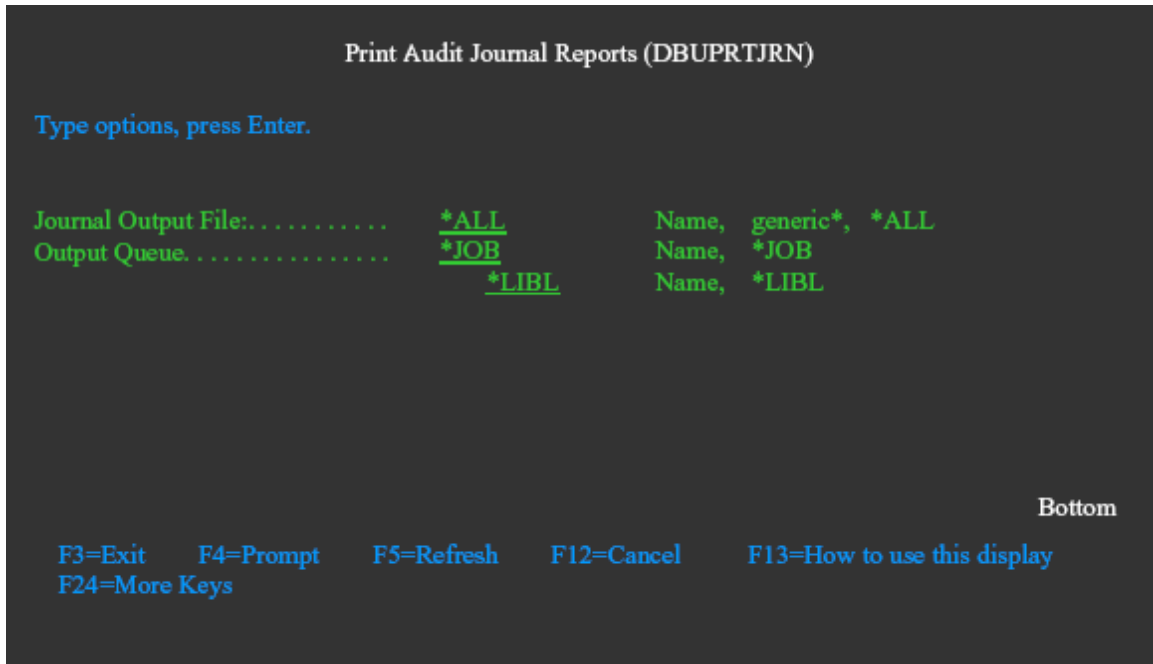 Print Audit Journal Reports (DBUPRTJRN)
Type options, press Enter.
Journal Output File:. . . . . . . . . . . *ALL Name, generic*, *ALL
Output Queue. . . . . . . . . . . . . . . . *JOB Name, *JOB
*LIBL Name, *LIBL
Bottom
F3=Exit F4=Prompt F5=Refresh F12=Cancel F13=How to use this display
F24=More Keys